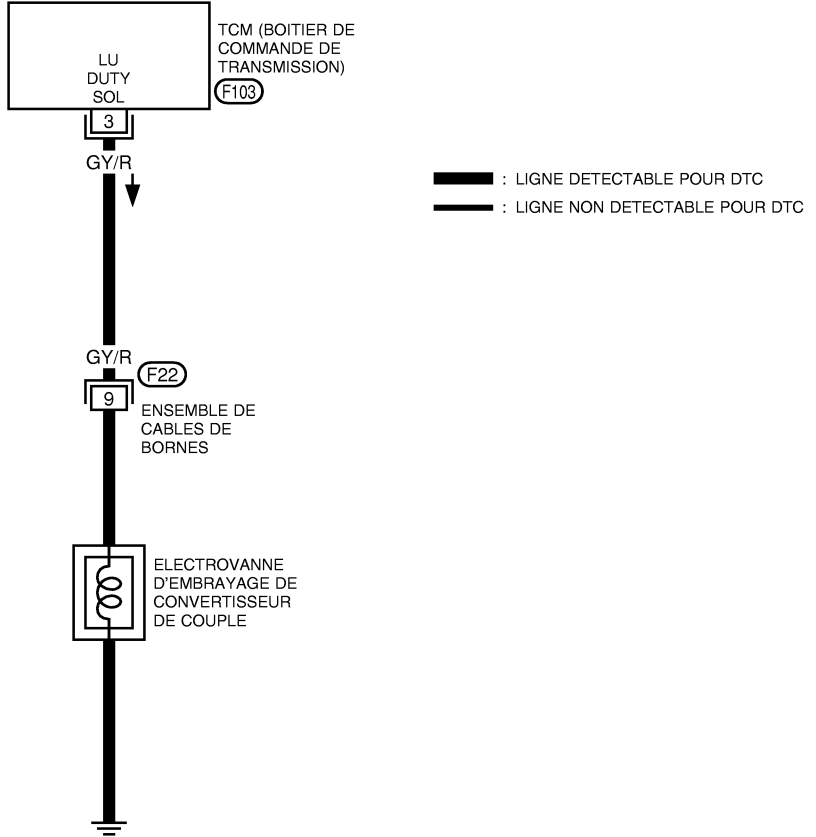 TCM (BOITIER DE
COMMANDE DE
TRANSMISSION)
F103
LU
DUTY
SOL
3
GY/R
: LIGNE DETECTABLE POUR DTC
: LIGNE NON DETECTABLE POUR DTC
GY/R
F22
9
ENSEMBLE DE
CABLES DE
BORNES
ELECTROVANNE
D'EMBRAYAGE DE
CONVERTISSEUR
DE COUPLE